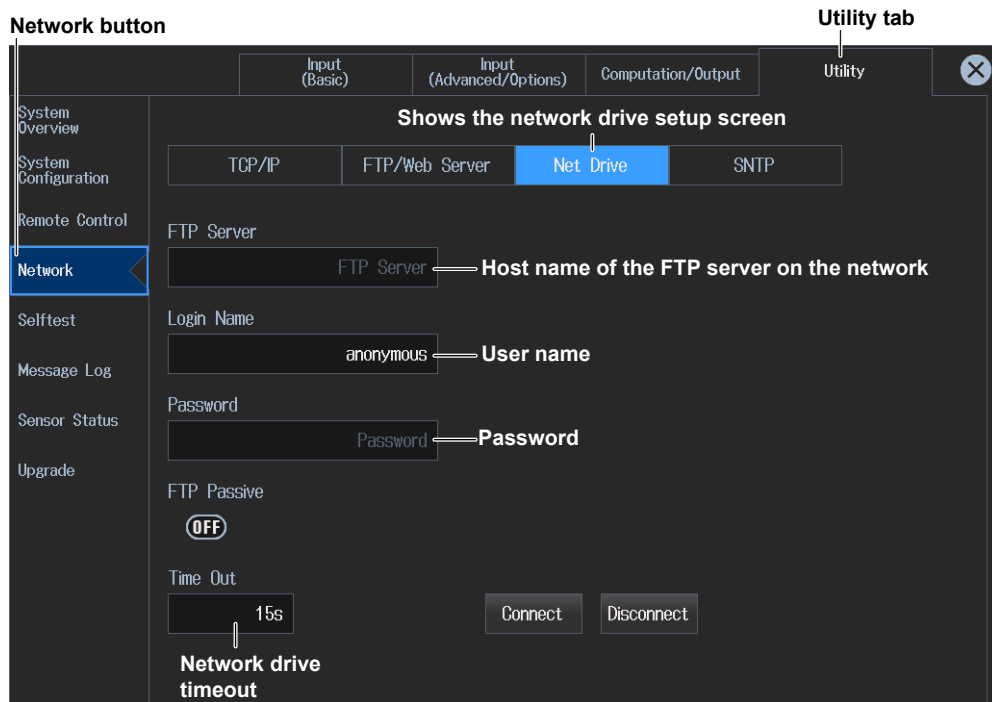 Network button
Utility tab
Input
(Basic)
Input
(Advanced/Options)
Computation/Output
Utility
System
Overview
Shows the network drive setup screen
System
Configuration
TCP/IP
FTP/Web Server
Net Drive
SNTP
Remote Control
FTP Server
Network
FTP Server
Host name of the FTP server on the network
Selftest
Login Name
anonymous
User name
Message Log
Password
Sensor Status
Password
Password
Upgrade
FTP Passive
OFF
Time Out
15s
Connect
Disconnect
Network drive
timeout